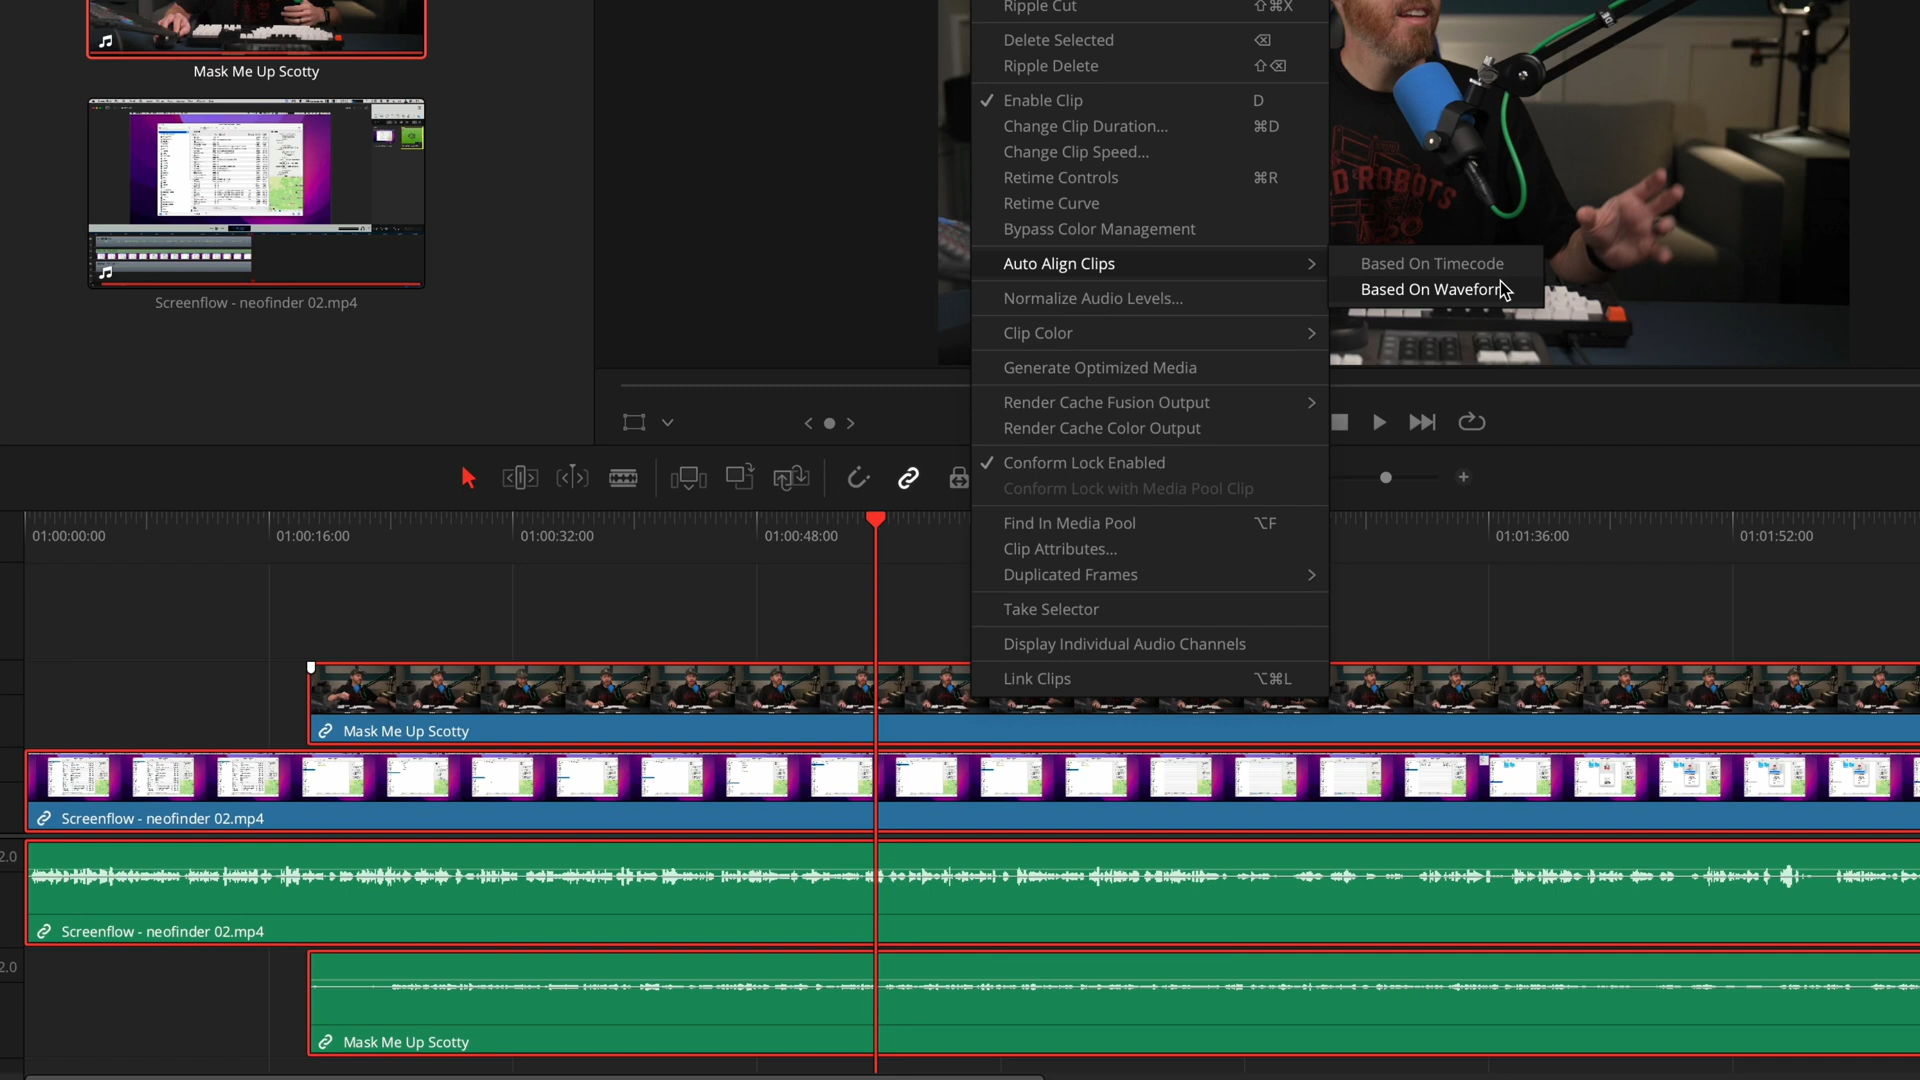 Ripple Cut ⇧⌘X
Mask Me Up Scotty
Delete Selected ⌫
Ripple Delete ⇧⌫
Enable Clip D
Change Clip Duration... ⌘D
Change Clip Speed...
Retime Controls ⌘R
Retime Curve
Bypass Color Management
D ROBOTS
Auto Align Clips
Based On Timecode
Based On Waveform
Normalize Audio Levels...
Screenflow - neofinder 02.mp4
Clip Color
Generate Optimized Media
Render Cache Fusion Output
Render Cache Color Output
Conform Lock Enabled
Conform Lock with Media Pool Clip
Find In Media Pool ⌥F
Clip Attributes...
Duplicated Frames
Take Selector
Display Individual Audio Channels
Link Clips ⌥⌘L
01:00:00:00 01:00:16:00 01:00:32:00 01:00:48:00 01:01:36:00 01:01:52:00
Mask Me Up Scotty
Screenflow - neofinder 02.mp4
2.0
Screenflow - neofinder 02.mp4
2.0
Mask Me Up Scotty